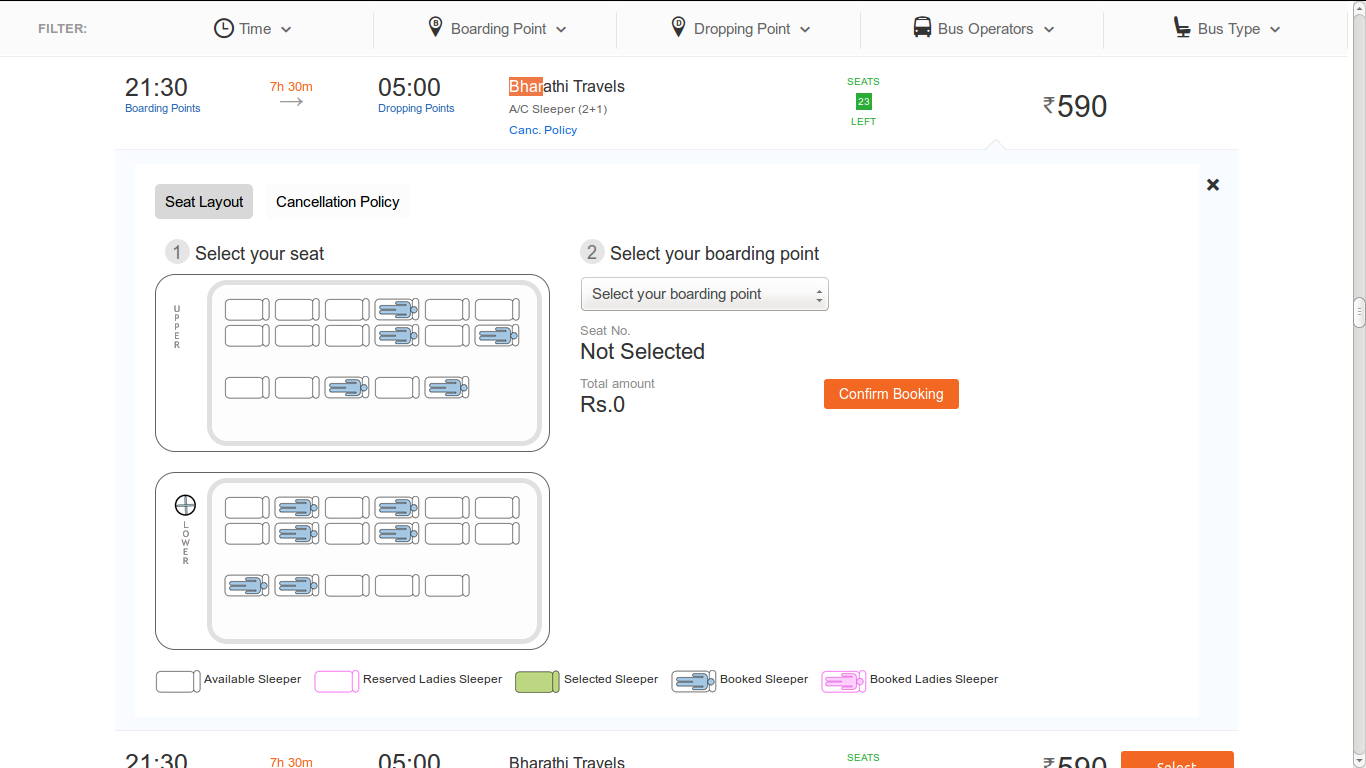 FILTER: Time Boarding Point Dropping Point Bus Operators Bus Type
21:30 7h 30m 05:00 Bharathi Travels SEATS
Boarding Points Dropping Points A/C Sleeper (2+1) 23 ₹590
Canc. Policy LEFT
Seat Layout Cancellation Policy
1 Select your seat
UPPER
LOWER
2 Select your boarding point
Select your boarding point
Seat No.
Not Selected
Total amount
Rs.0 Confirm Booking
Available Sleeper Reserved Ladies Sleeper Selected Sleeper Booked Sleeper Booked Ladies Sleeper
21:30 7h 30m 05:00 Bharathi Travels SEATS ₹590 Select